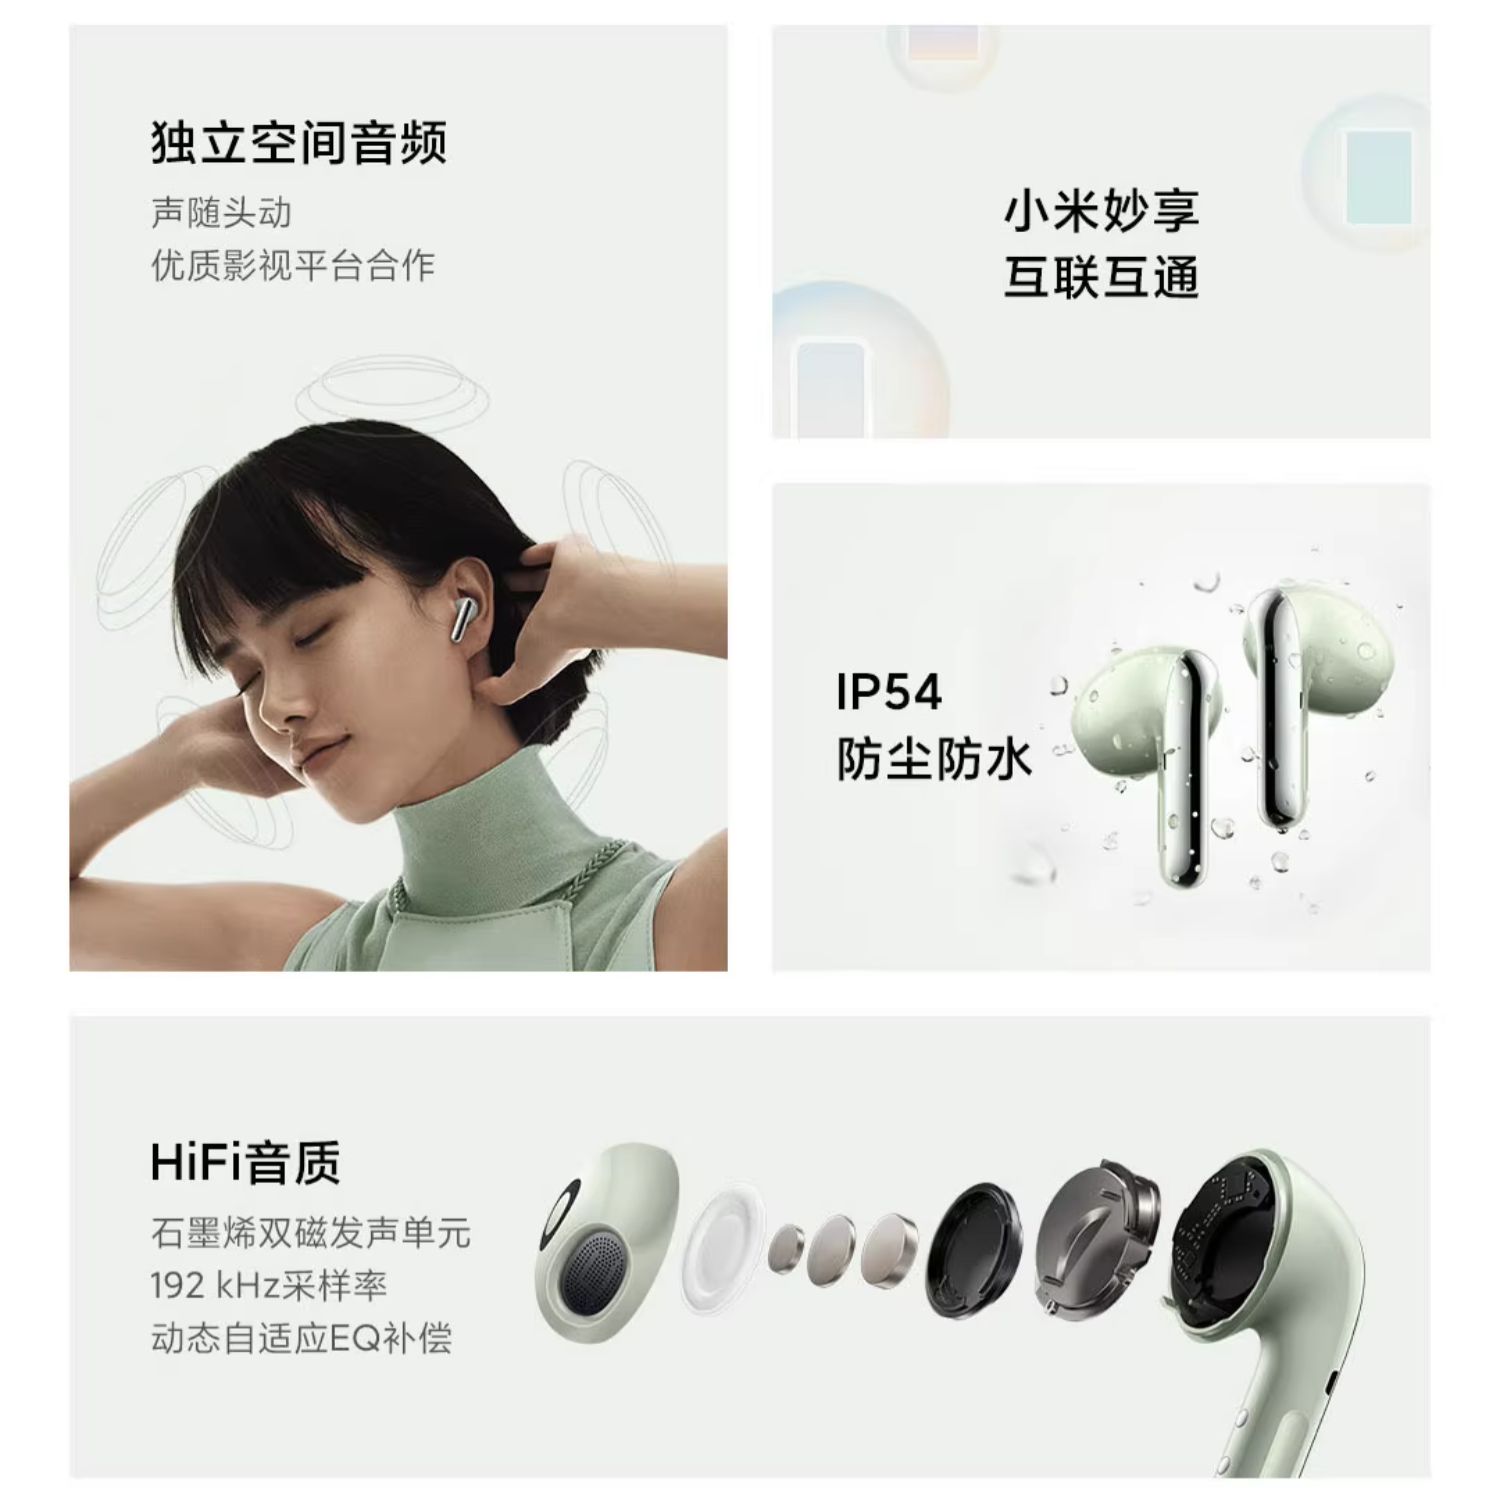 独立空间音频
声随头动
优质影视平台合作
小米妙享
互联互通
IP54
防尘防水
HiFi音质
石墨烯双磁发声单元
192 kHz采样率
动态自适应EQ补偿